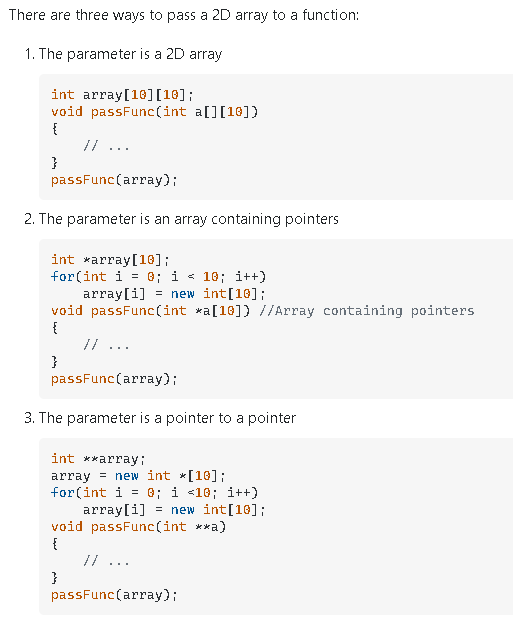 There are three ways to pass a 2D array to a function:
1. The parameter is a 2D array
int array[10][10];
void passFunc(int a[][10])
{
    // ...
}
passFunc(array);
2. The parameter is an array containing pointers
int *array[10];
for(int i = 0; i < 10; i++)
    array[i] = new int[10];
void passFunc(int *a[10]) //Array containing pointers
{
    // ...
}
passFunc(array);
3. The parameter is a pointer to a pointer
int **array;
array = new int *[10];
for(int i = 0; i <10; i++)
    array[i] = new int[10];
void passFunc(int **a)
{
    // ...
}
passFunc(array);